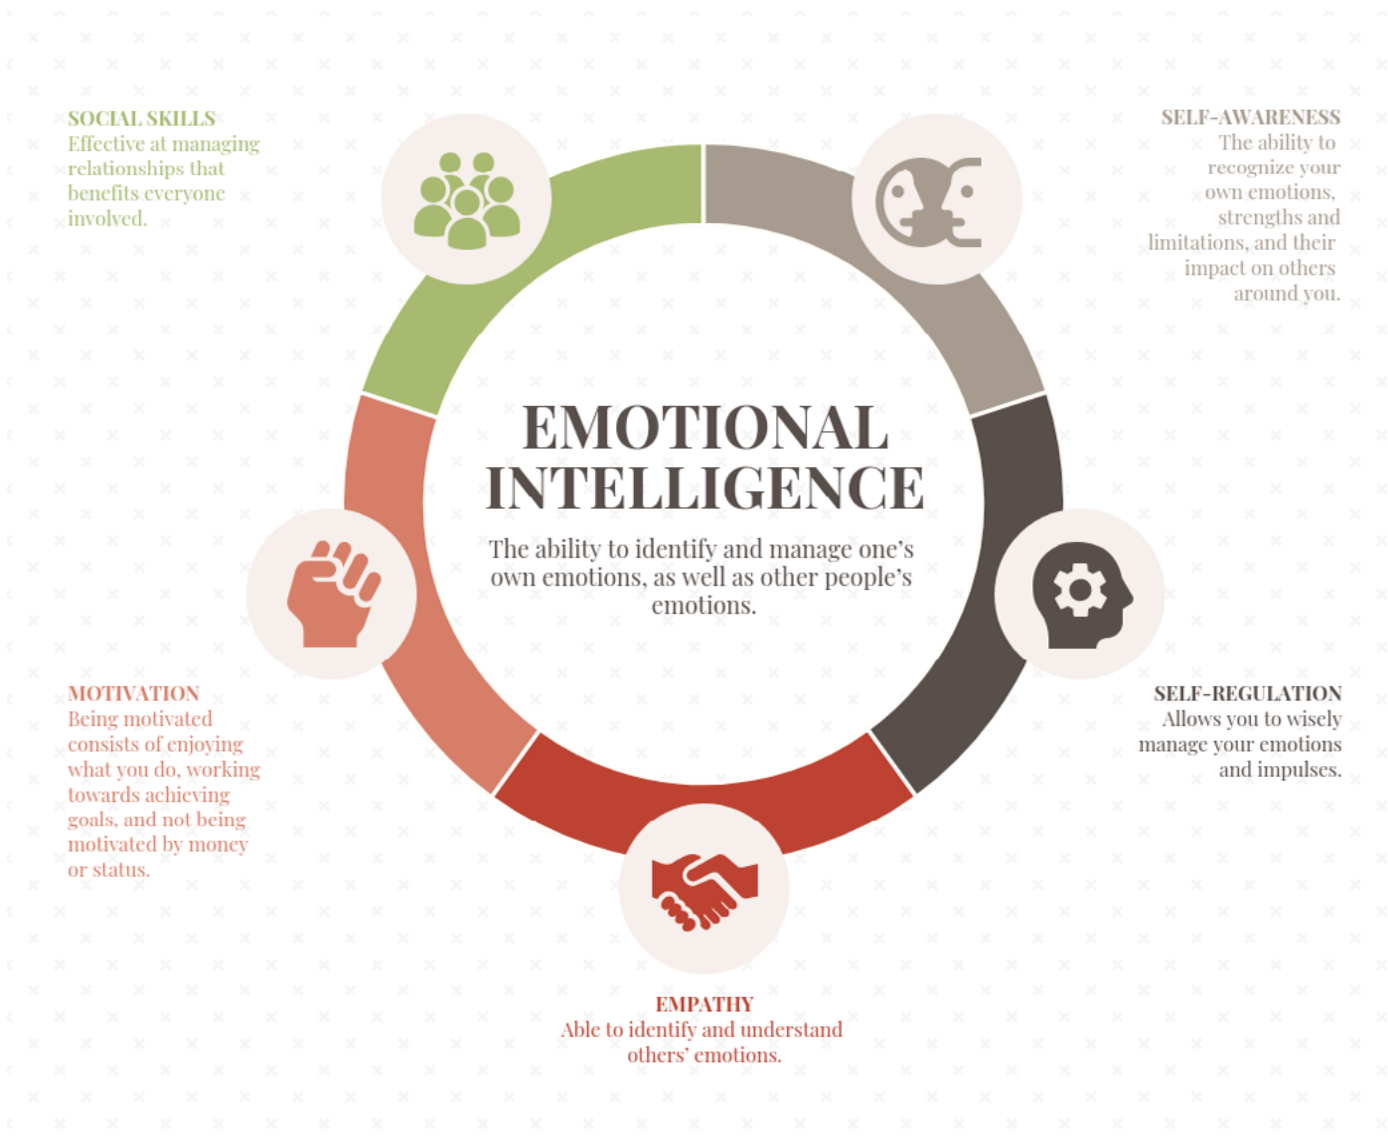 SOCIAL SKILLS
Effective at managing
relationships that
benefits everyone
involved.
SELF-AWARENESS
The ability to
recognize your
own emotions,
strengths and
limitations, and their
impact on others
around you.
EMOTIONAL
INTELLIGENCE
The ability to identify and manage one’s
own emotions, as well as other people’s
emotions.
MOTIVATION
Being motivated
consists of enjoying
what you do, working
towards achieving
goals, and not being
motivated by money
or status.
SELF-REGULATION
Allows you to wisely
manage your emotions
and impulses.
EMPATHY
Able to identify and understand
others’ emotions.